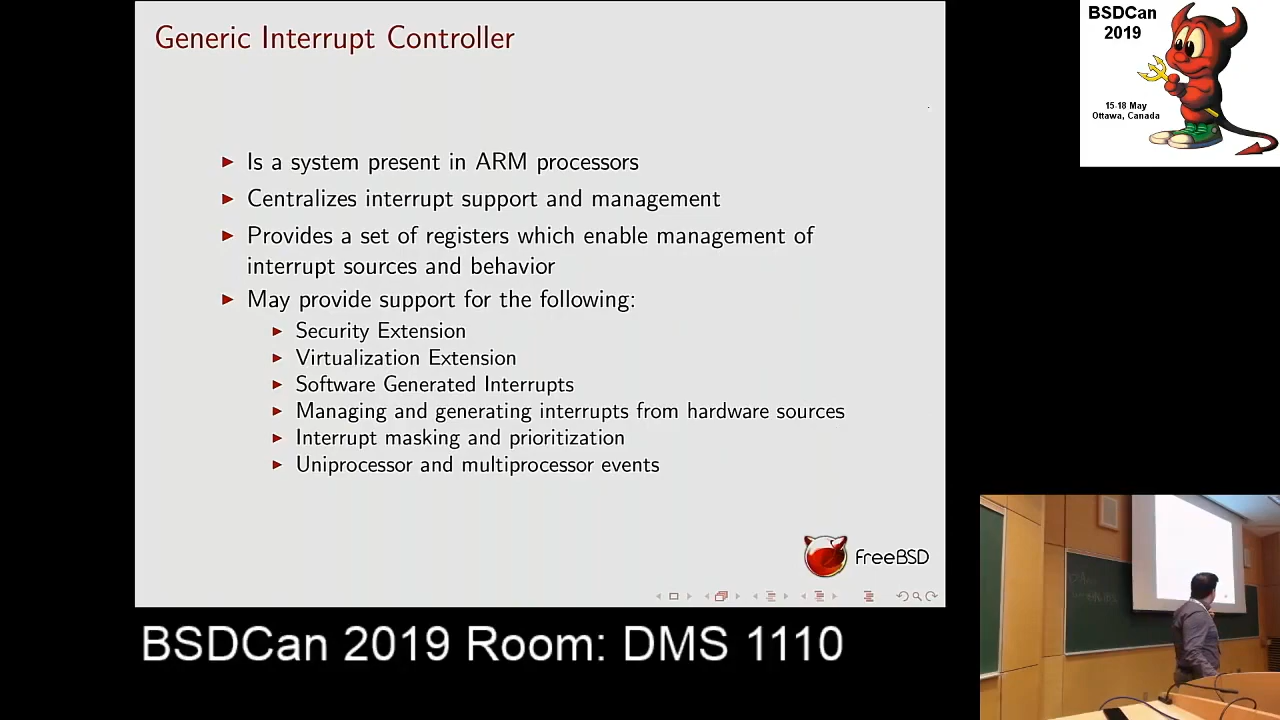 Generic Interrupt Controller
Is a system present in ARM processors
Centralizes interrupt support and management
Provides a set of registers which enable management of
interrupt sources and behavior
May provide support for the following:
Security Extension
Virtualization Extension
Software Generated Interrupts
Managing and generating interrupts from hardware sources
Interrupt masking and prioritization
Uniprocessor and multiprocessor events
FreeBSD
BSDCan 2019 Room: DMS 1110
BSDCan
2019
15-18 May
Ottawa, Canada